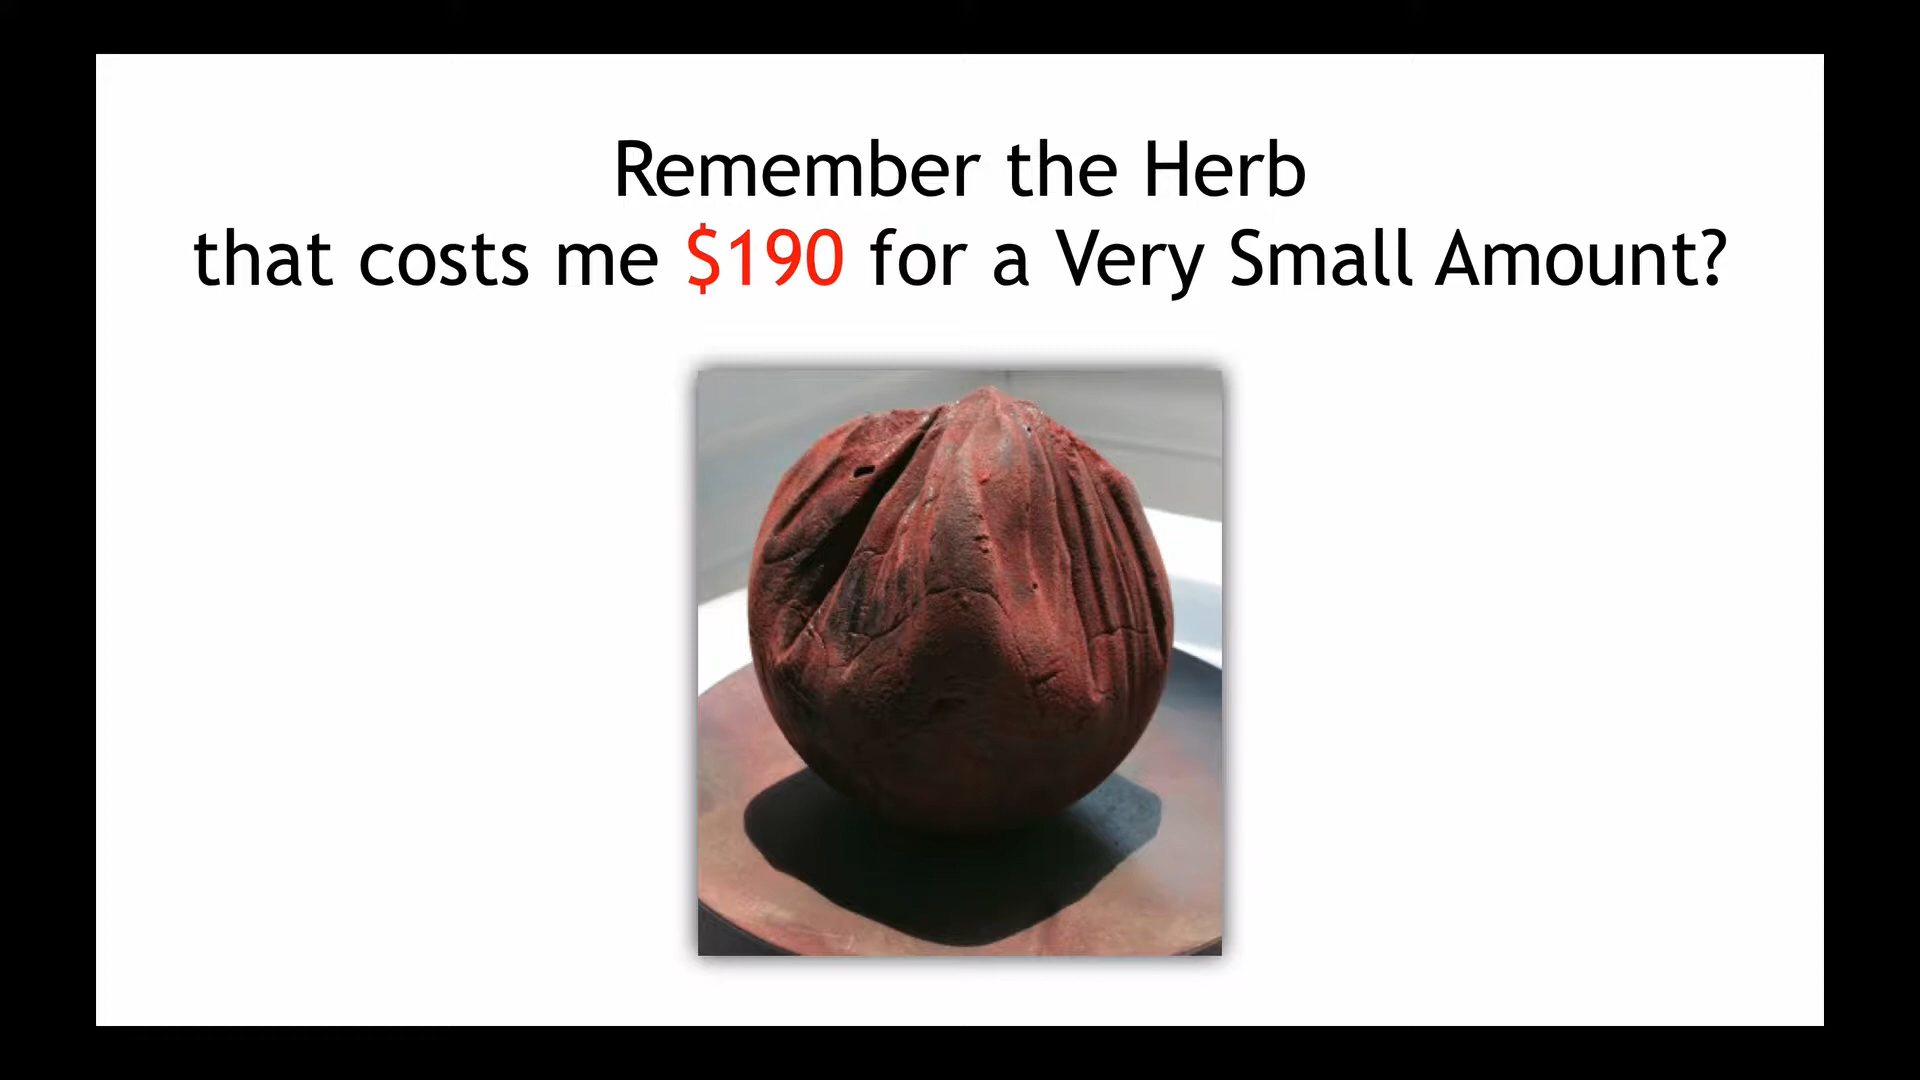 Remember the Herb
that costs me $190 for a Very Small Amount?